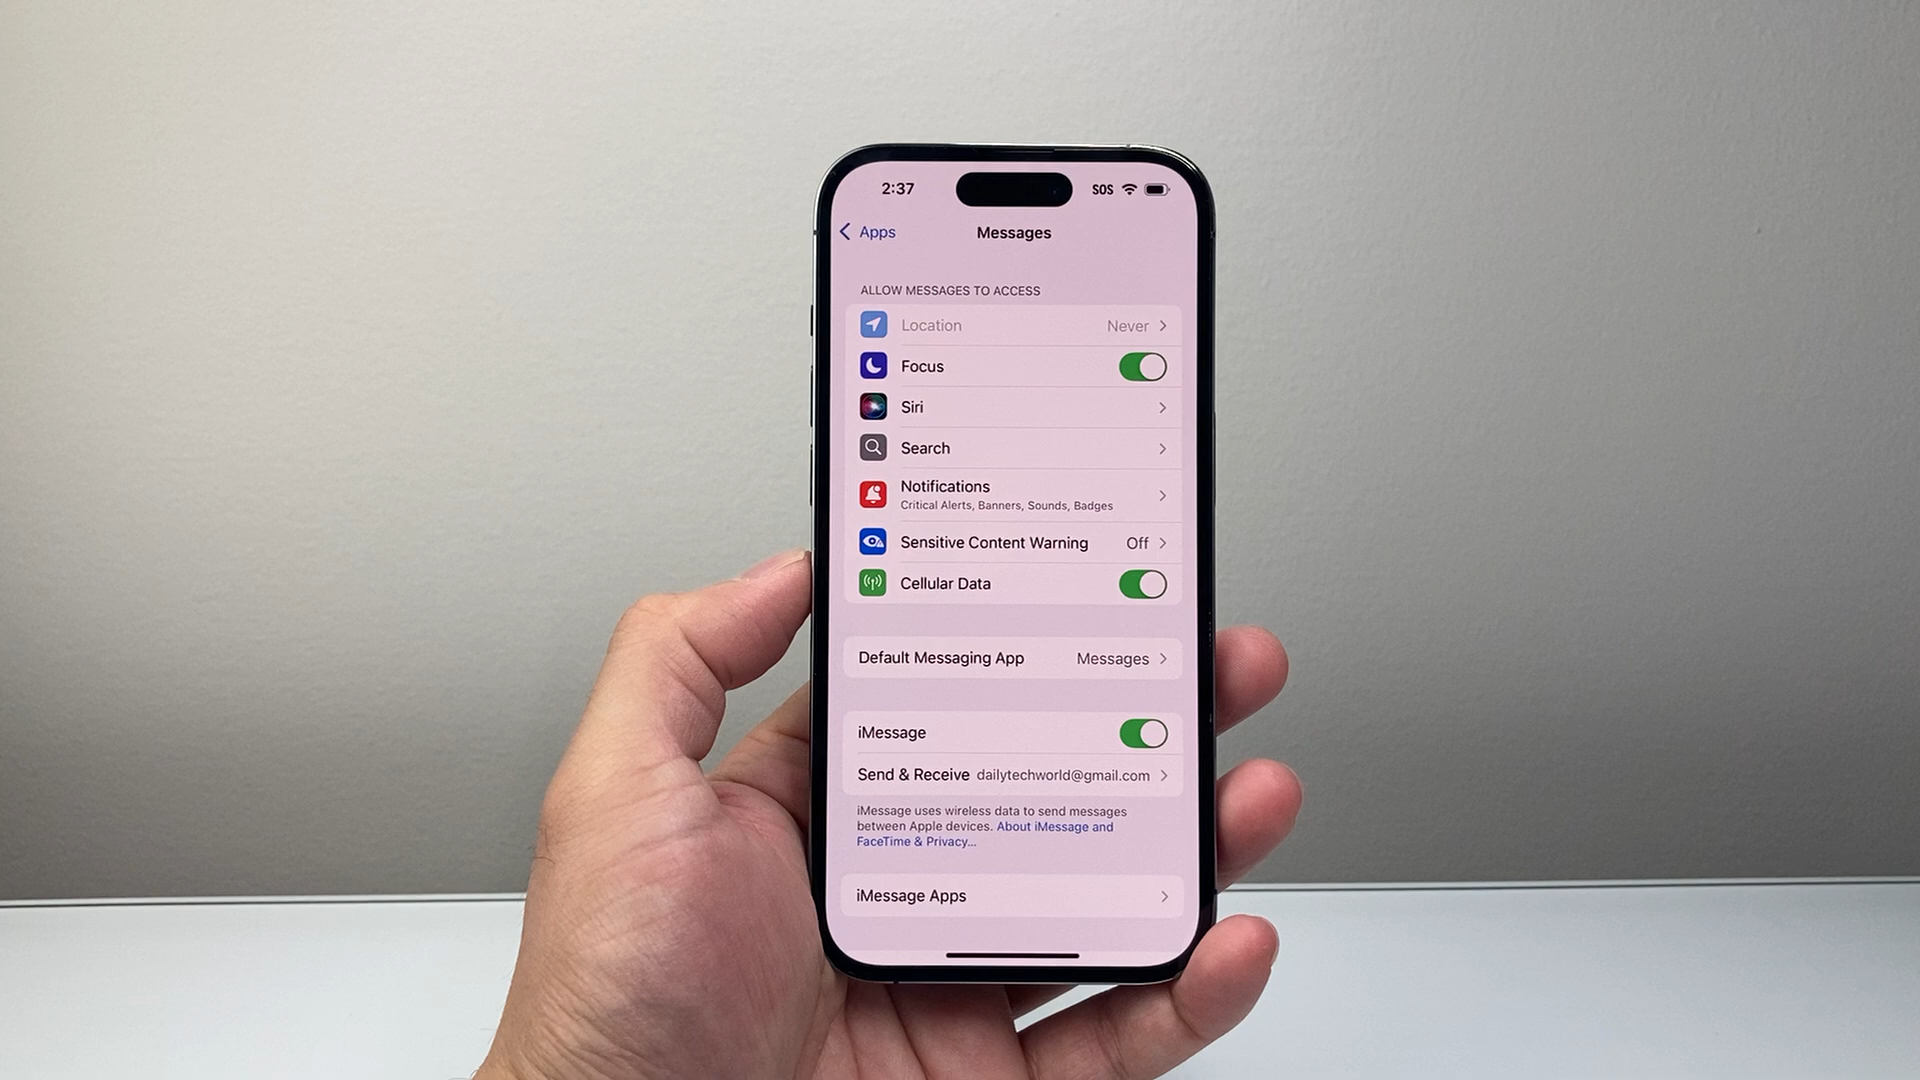 2:37 SOS
Apps Messages
ALLOW MESSAGES TO ACCESS
Location Never
Focus
Siri
Search
Notifications
Critical Alerts, Banners, Sounds, Badges
Sensitive Content Warning Off
Cellular Data
Default Messaging App Messages
iMessage
Send & Receive dailytechworld@gmail.com
iMessage uses wireless data to send messages
between Apple devices. About iMessage and
FaceTime & Privacy...
iMessage Apps